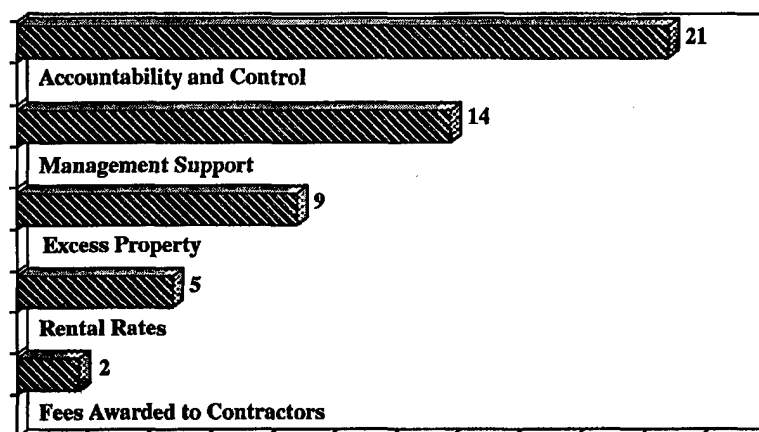 21
Accountability and Control
14
Management Support
9
Excess Property
5
Rental Rates
2
Fees Awarded to Contractors